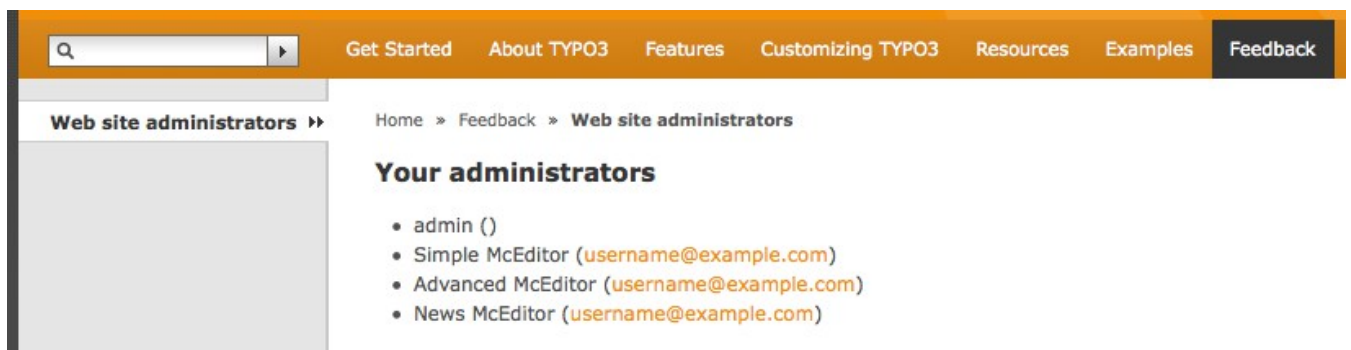 Get Started About TYPO3 Features Customizing TYPO3 Resources Examples Feedback
Web site administrators
Home » Feedback » Web site administrators
Your administrators
• admin ()
• Simple McEditor (username@example.com)
• Advanced McEditor (username@example.com)
• News McEditor (username@example.com)